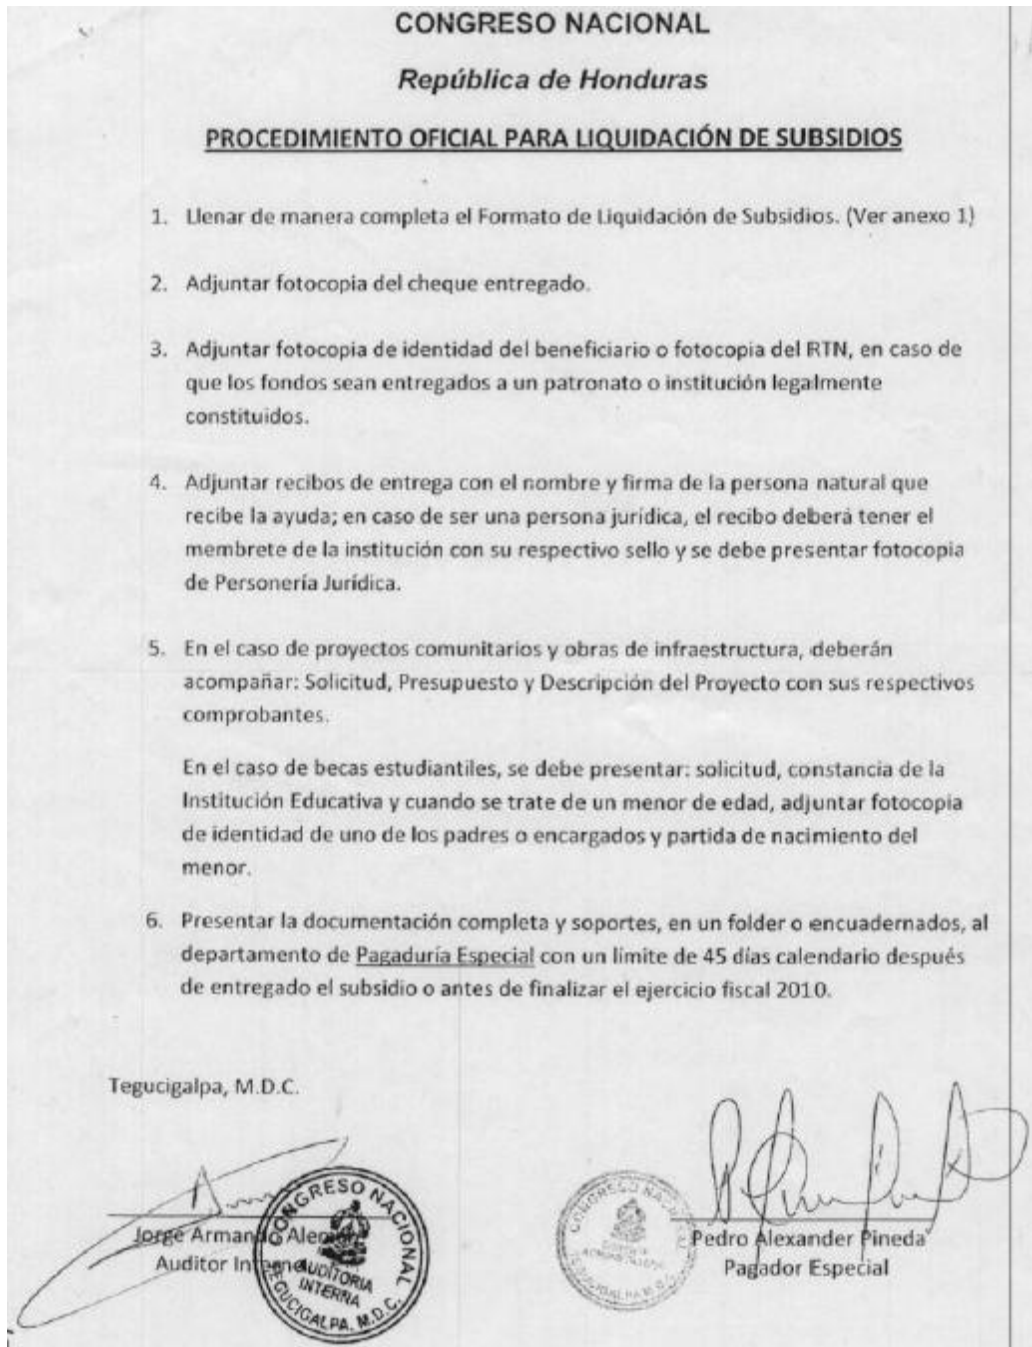 CONGRESO NACIONAL
República de Honduras
PROCEDIMIENTO OFICIAL PARA LIQUIDACIÓN DE SUBSIDIOS
1. Llenar de manera completa el Formato de Liquidación de Subsidios. (Ver anexo 1)
2. Adjuntar fotocopia del cheque entregado.
3. Adjuntar fotocopia de identidad del beneficiario o fotocopia del RTN, en caso de
que los fondos sean entregados a un patronato o institución legalmente
constituidos.
4. Adjuntar recibos de entrega con el nombre y firma de la persona natural que
recibe la ayuda; en caso de ser una persona jurídica, el recibo deberá tener el
membrete de la institución con su respectivo sello y se debe presentar fotocopia
de Personería Jurídica.
5. En el caso de proyectos comunitarios y obras de infraestructura, deberán
acompañar: Solicitud, Presupuesto y Descripción del Proyecto con sus respectivos
comprobantes.
En el caso de becas estudiantiles, se debe presentar: solicitud, constancia de la
Institución Educativa y cuando se trate de un menor de edad, adjuntar fotocopia
de identidad de uno de los padres o encargados y partida de nacimiento del
menor.
6. Presentar la documentación completa y soportes, en un folder o encuadernados, al
departamento de Pagaduría Especial con un límite de 45 días calendario después
de entregado el subsidio o antes de finalizar el ejercicio fiscal 2010.
Tegucigalpa, M.D.C.
Jorge Armando
Auditor Interno
CONGRESO NACIONAL
AUDITORIA
INTERNA
TEGUCIGALPA, M.D.C.
CONGRESO NACIONAL
TEGUCIGALPA, M.D.C.
Pedro Alexander Pineda
Pagador Especial